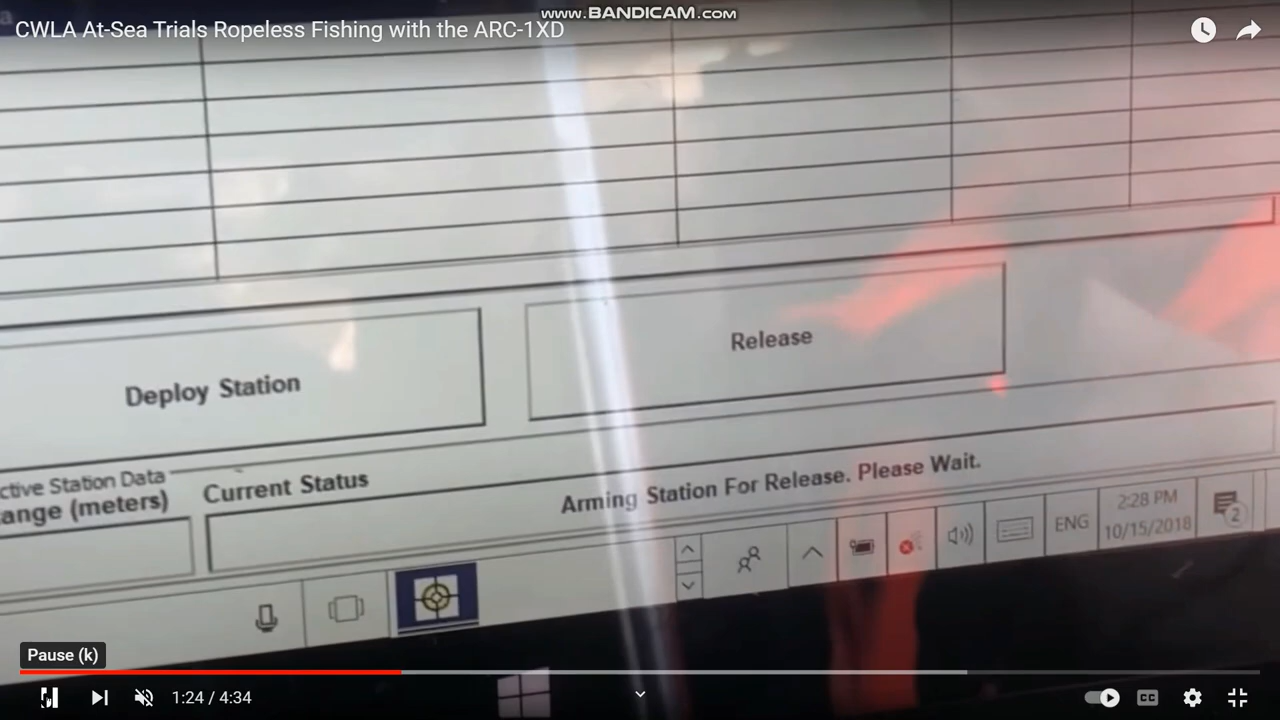 www.BANDICAM.com
CWLA At-Sea Trials Ropeless Fishing with the ARC-1XD
Release
Deploy Station
ctive Station Data
ange (meters)
Current Status
Arming Station For Release. Please Wait.
ENG
2:28 PM
10/15/2018
2
Pause (k)
1:24 / 4:34
CC